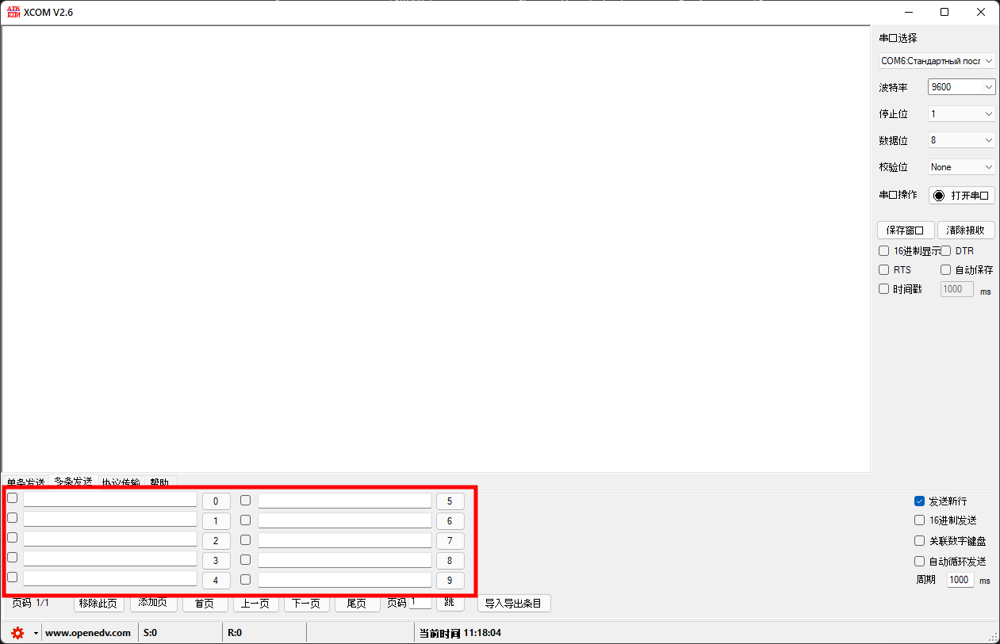 ATK
XCOM
XCOM V2.6
串口选择
COM6:Стандартный посл
波特率 9600
停止位 1
数据位 8
校验位 None
串口操作 打开串口
保存窗口 清除接收
16进制显示 DTR
RTS 自动保存
时间戳 1000 ms
单条发送 多条发送 协议传输 帮助
0 5
1 6
2 7
3 8
4 9
发送新行
16进制发送
关联数字键盘
自动循环发送
周期 1000 ms
页码 1/1 移除此页 添加页 首页 上一页 下一页 尾页 页码 1 跳 导入导出条目
www.openedv.com S:0 R:0 当前时间 11:18:04